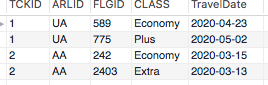 TCKID ARLID FLGID CLASS TravelDate
1 UA 589 Economy 2020-04-23
1 UA 775 Plus 2020-05-02
2 AA 242 Economy 2020-03-15
2 AA 2403 Extra 2020-03-13